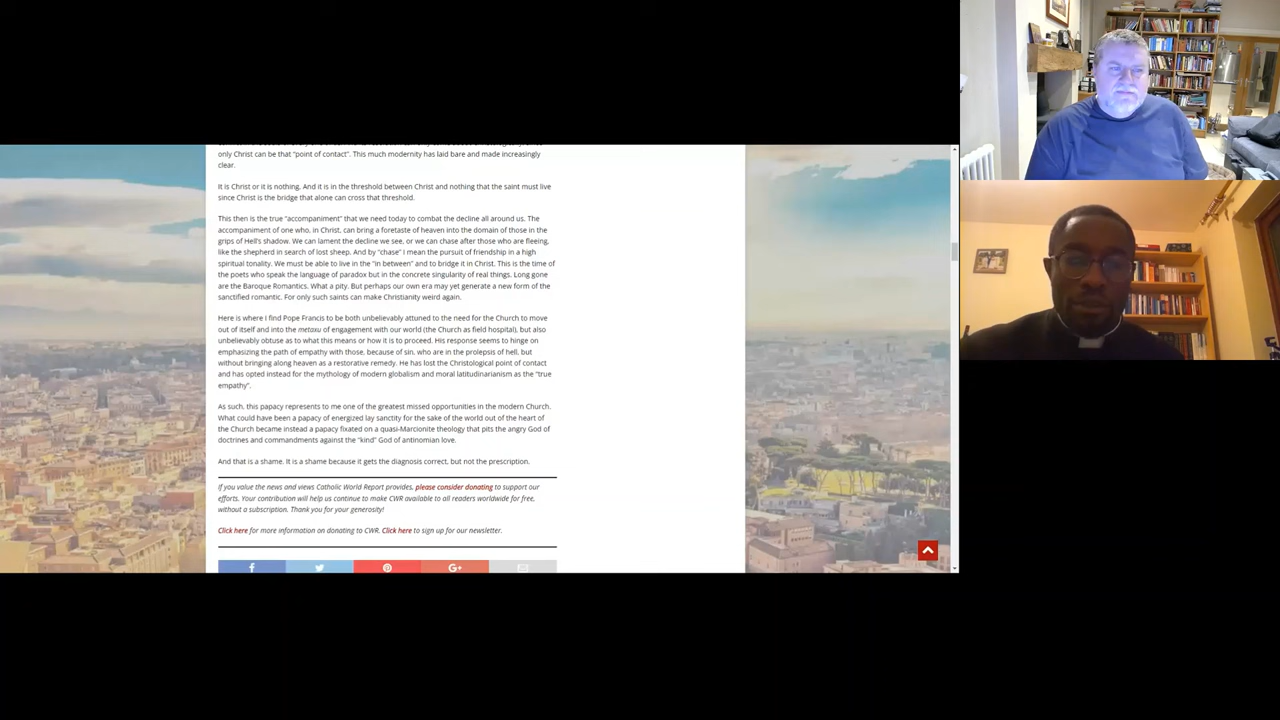 only Christ can be that “point of contact”. This much modernity has laid bare and made increasingly
clear.
It is Christ or it is nothing. And it is in the threshold between Christ and nothing that the saint must live
since Christ is the bridge that alone can cross that threshold.
This then is the true “accompaniment” that we need today to combat the decline all around us. The
accompaniment of one who, in Christ, can bring a foretaste of heaven into the domain of those in the
grips of Hell’s shadow. We can lament the decline we see, or we can chase after those who are fleeing,
like the shepherd in search of lost sheep. And by “chase” I mean the pursuit of friendship in a high
spiritual tonality. We must be able to live in the “in between” and to bridge it in Christ. This is the time of
the poets who speak the language of paradox but in the concrete singularity of real things. Long gone
are the Baroque Romantics. What a pity. But perhaps our own era may yet generate a new form of the
sanctified romantic. For only such saints can make Christianity weird again.
Here is where I find Pope Francis to be both unbelievably attuned to the need for the Church to move
out of itself and into the metaxu of engagement with our world (the Church as field hospital), but also
unbelievably obtuse as to what this means or how it is to proceed. His response seems to hinge on
emphasizing the path of empathy with those, because of sin, who are in the prolepsis of hell, but
without bringing along heaven as a restorative remedy. He has lost the Christological point of contact
and has opted instead for the mythology of modern globalism and moral latitudinarianism as the “true
empathy”.
As such, this papacy represents to me one of the greatest missed opportunities in the modern Church.
What could have been a papacy of energized lay sanctity for the sake of the world out of the heart of
the Church became instead a papacy fixated on a quasi-Marcionite theology that pits the angry God of
doctrines and commandments against the “kind” God of antinomian love.
And that is a shame. It is a shame because it gets the diagnosis correct, but not the prescription.
If you value the news and views Catholic World Report provides, please consider donating to support our
efforts. Your contribution will help us continue to make CWR available to all readers worldwide for free,
without a subscription. Thank you for your generosity!
Click here for more information on donating to CWR. Click here to sign up for our newsletter.